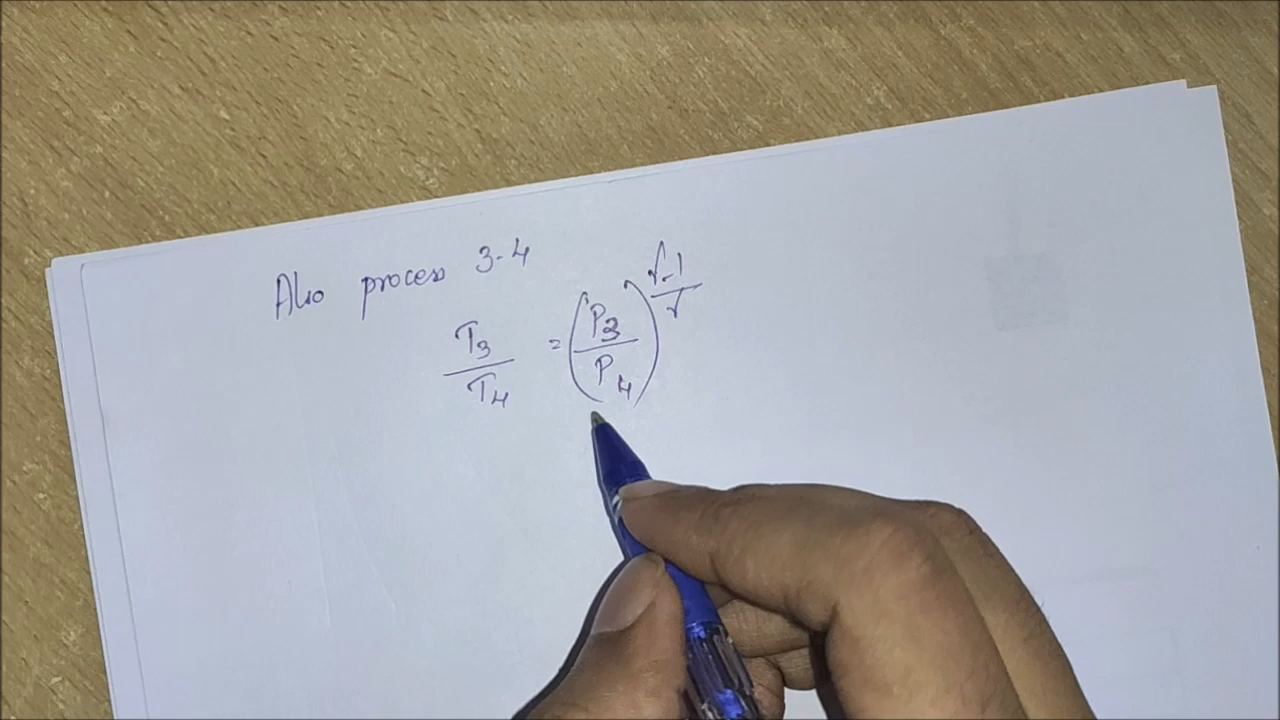 Also process 3-4
T3/T4 = (P3/P4)^(γ-1)/γ